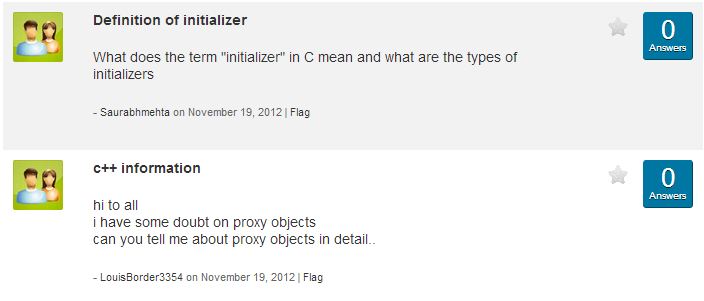 Definition of initializer
0
Answers
What does the term "initializer" in C mean and what are the types of
initializers
- Saurabhmehta on November 19, 2012 | Flag
c++ information
0
Answers
hi to all
i have some doubt on proxy objects
can you tell me about proxy objects in detail..
- LouisBorder3354 on November 19, 2012 | Flag